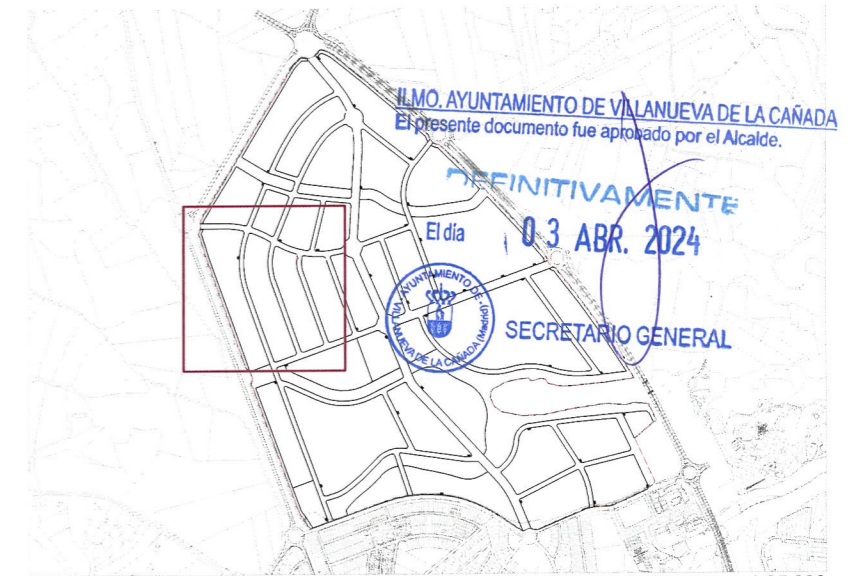 ILMO. AYUNTAMIENTO DE VILLANUEVA DE LA CAÑADA
El presente documento fue aprobado por el Alcalde.
DEFINITIVAMENTE
El día 03 ABR. 2024
AYUNTAMIENTO DE
VILLANUEVA DE LA CAÑADA (Madrid)
SECRETARIO GENERAL